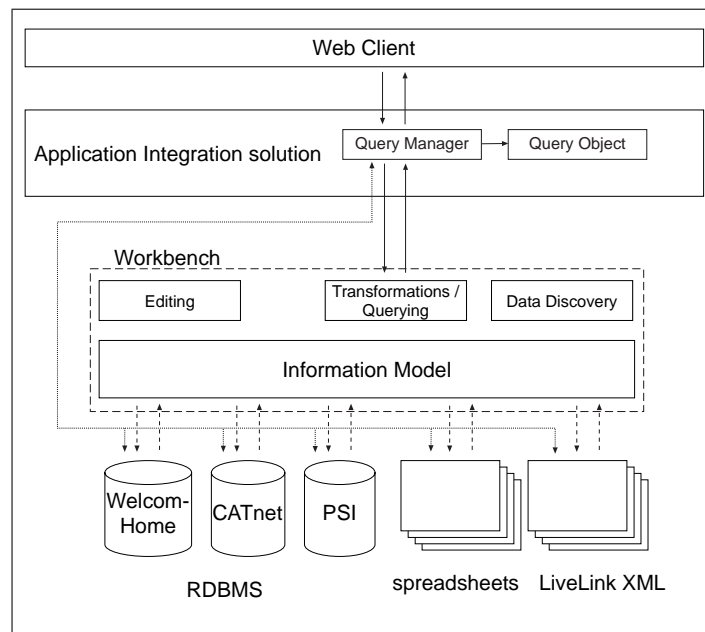 Web Client
Application Integration solution
Query Manager
Query Object
Workbench
Editing
Transformations /
Querying
Data Discovery
Information Model
Welcom-
Home
CATnet
PSI
RDBMS
spreadsheets
LiveLink XML